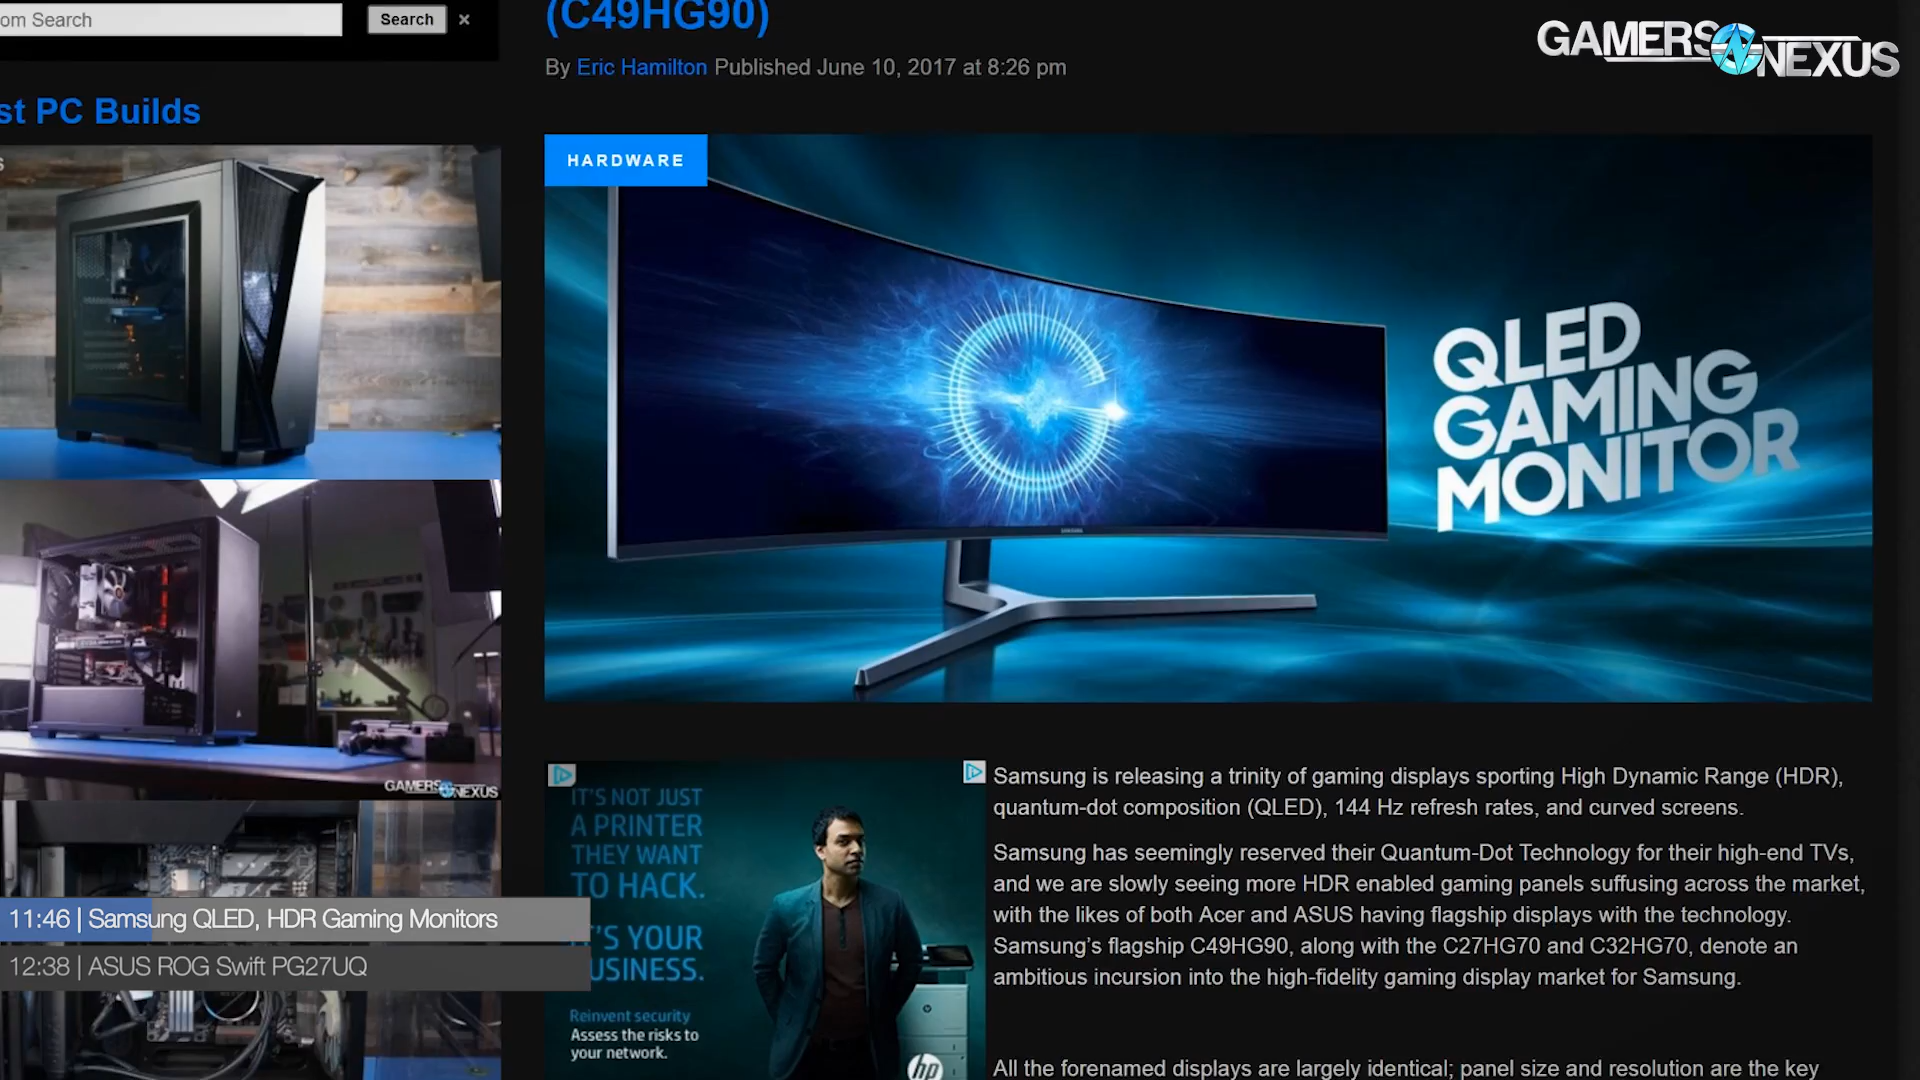 om Search
Search
×
st PC Builds
s
GAMERS NEXUS
(C49HG90)
By Eric Hamilton Published June 10, 2017 at 8:26 pm
GAMERS NEXUS
HARDWARE
QLED
GAMING
MONITOR
SAMSUNG
IT'S NOT JUST
A PRINTER
THEY WANT
TO HACK.
'S YOUR
USINESS.
Reinvent security
Assess the risks to
your network.
hp
Samsung is releasing a trinity of gaming displays sporting High Dynamic Range (HDR),
quantum-dot composition (QLED), 144 Hz refresh rates, and curved screens.
Samsung has seemingly reserved their Quantum-Dot Technology for their high-end TVs,
and we are slowly seeing more HDR enabled gaming panels suffusing across the market,
with the likes of both Acer and ASUS having flagship displays with the technology.
Samsung's flagship C49HG90, along with the C27HG70 and C32HG70, denote an
ambitious incursion into the high-fidelity gaming display market for Samsung.
All the forenamed displays are largely identical; panel size and resolution are the key
11:46 | Samsung QLED, HDR Gaming Monitors
12:38 | ASUS ROG Swift PG27UQ